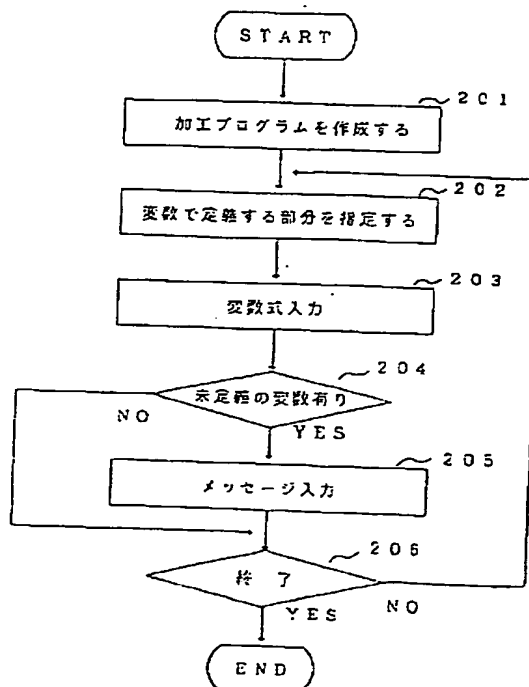 START
201
加工プログラムを作成する
202
変数で定義する部分を指定する
203
変数式入力
204
未定義の変数有り
NO
YES
205
メッセージ入力
206
終了
YES
NO
END